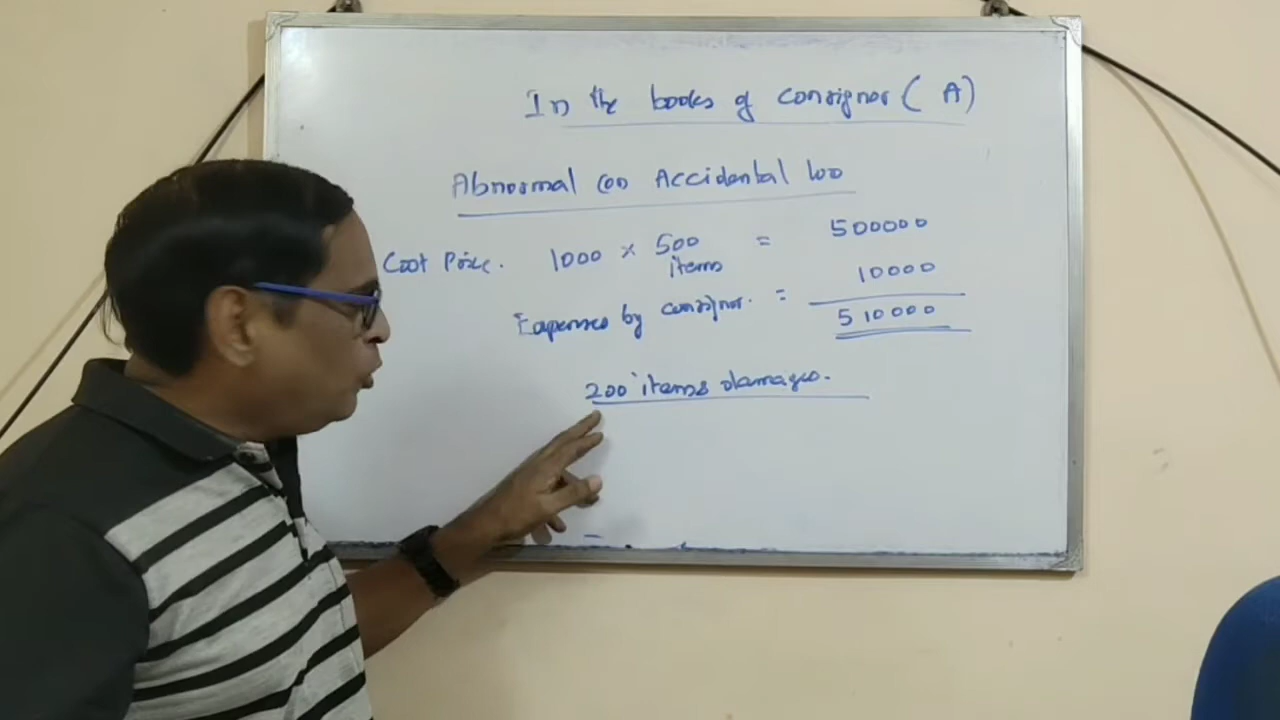 In the books of consignor (A)
Abnormal (or) Accidental loss
Cost Price. 1000 × 500 items = 500000
Expenses by consignor. = 10000
510000
200 items damages.